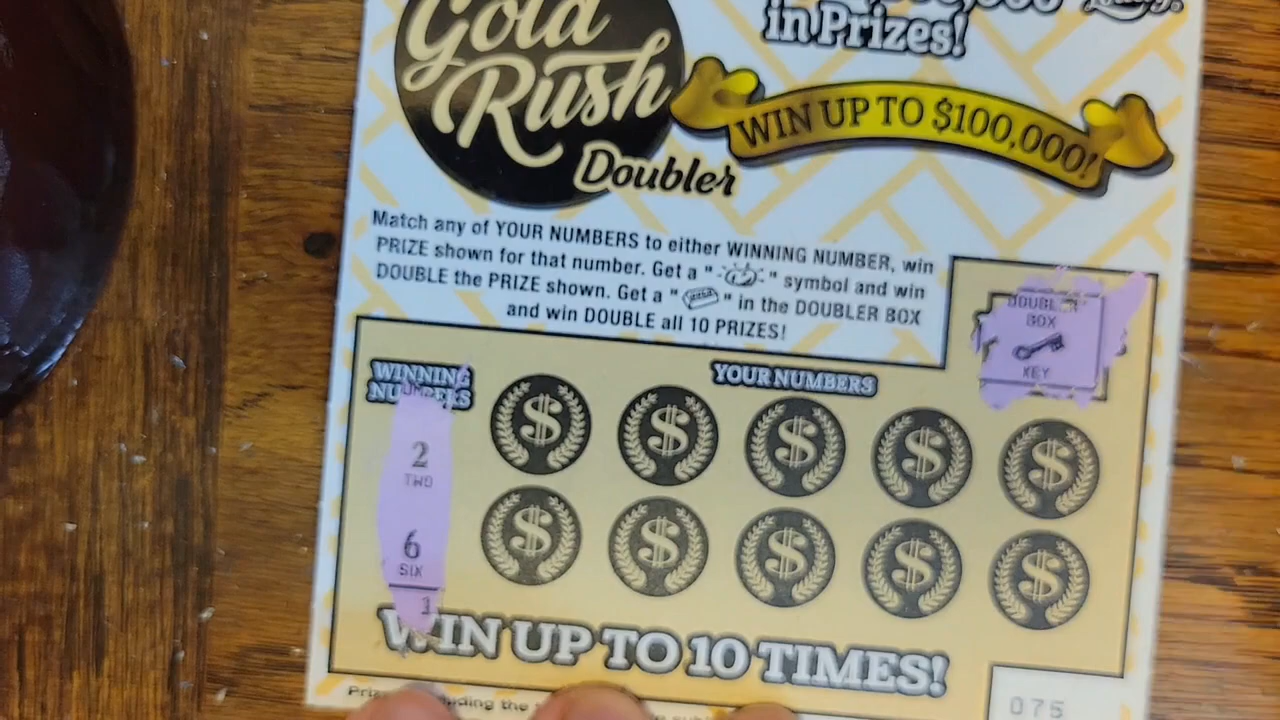 Gold
Rush
Doubler
in Prizes!
WIN UP TO $100,000!
Match any of YOUR NUMBERS to either WINNING NUMBER, win
PRIZE shown for that number. Get a " " symbol and win
DOUBLE the PRIZE shown. Get a " " in the DOUBLER BOX
and win DOUBLE all 10 PRIZES!
DOUBLER
BOX
KEY
WINNING
NUMBERS
YOUR NUMBERS
2
TWO
6
SIX
$ $ $ $ $
$ $ $ $ $
WIN UP TO 10 TIMES!
075